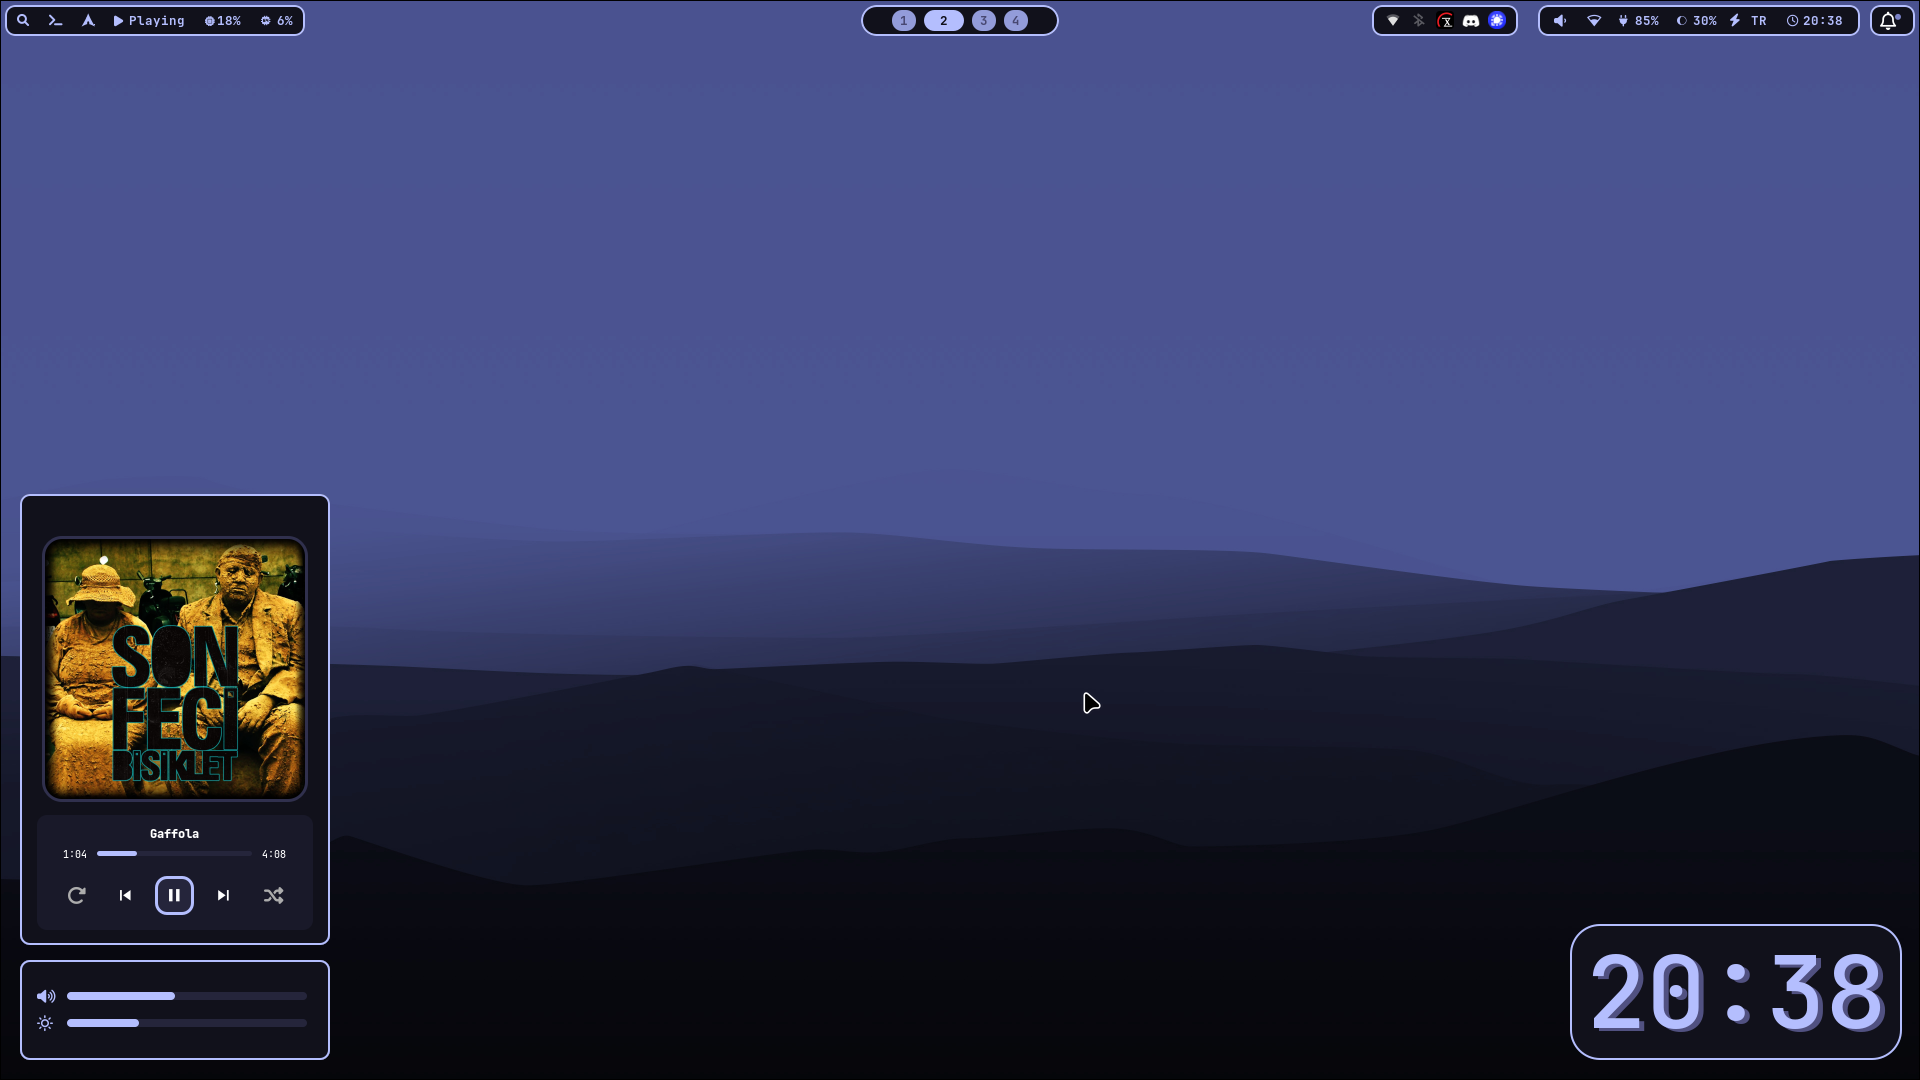 Playing 18% 6%
1 2 3 4
85% 30% TR 20:38
SON
FECI
BISIKLET
Gaffola
1:04 4:08
20:38